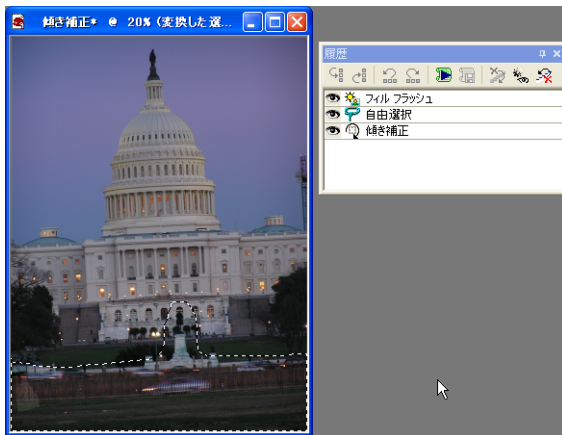 傾き補正* @ 20% (変換した選...
履歴
フィル フラッシュ
自由選択
傾き補正